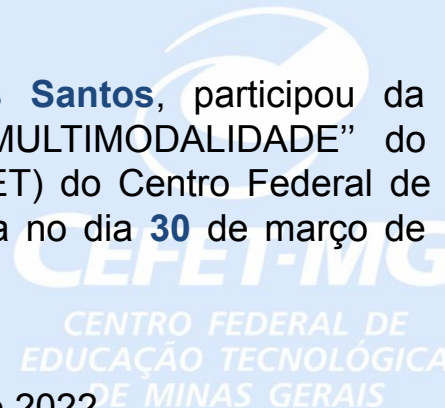 Santos, participou da
MULTIMODALIDADE” do
ET) do Centro Federal de
a no dia 30 de março de
CEFET-MG
CENTRO FEDERAL DE
EDUCAÇÃO TECNOLÓGICA
DE MINAS GERAIS
2022